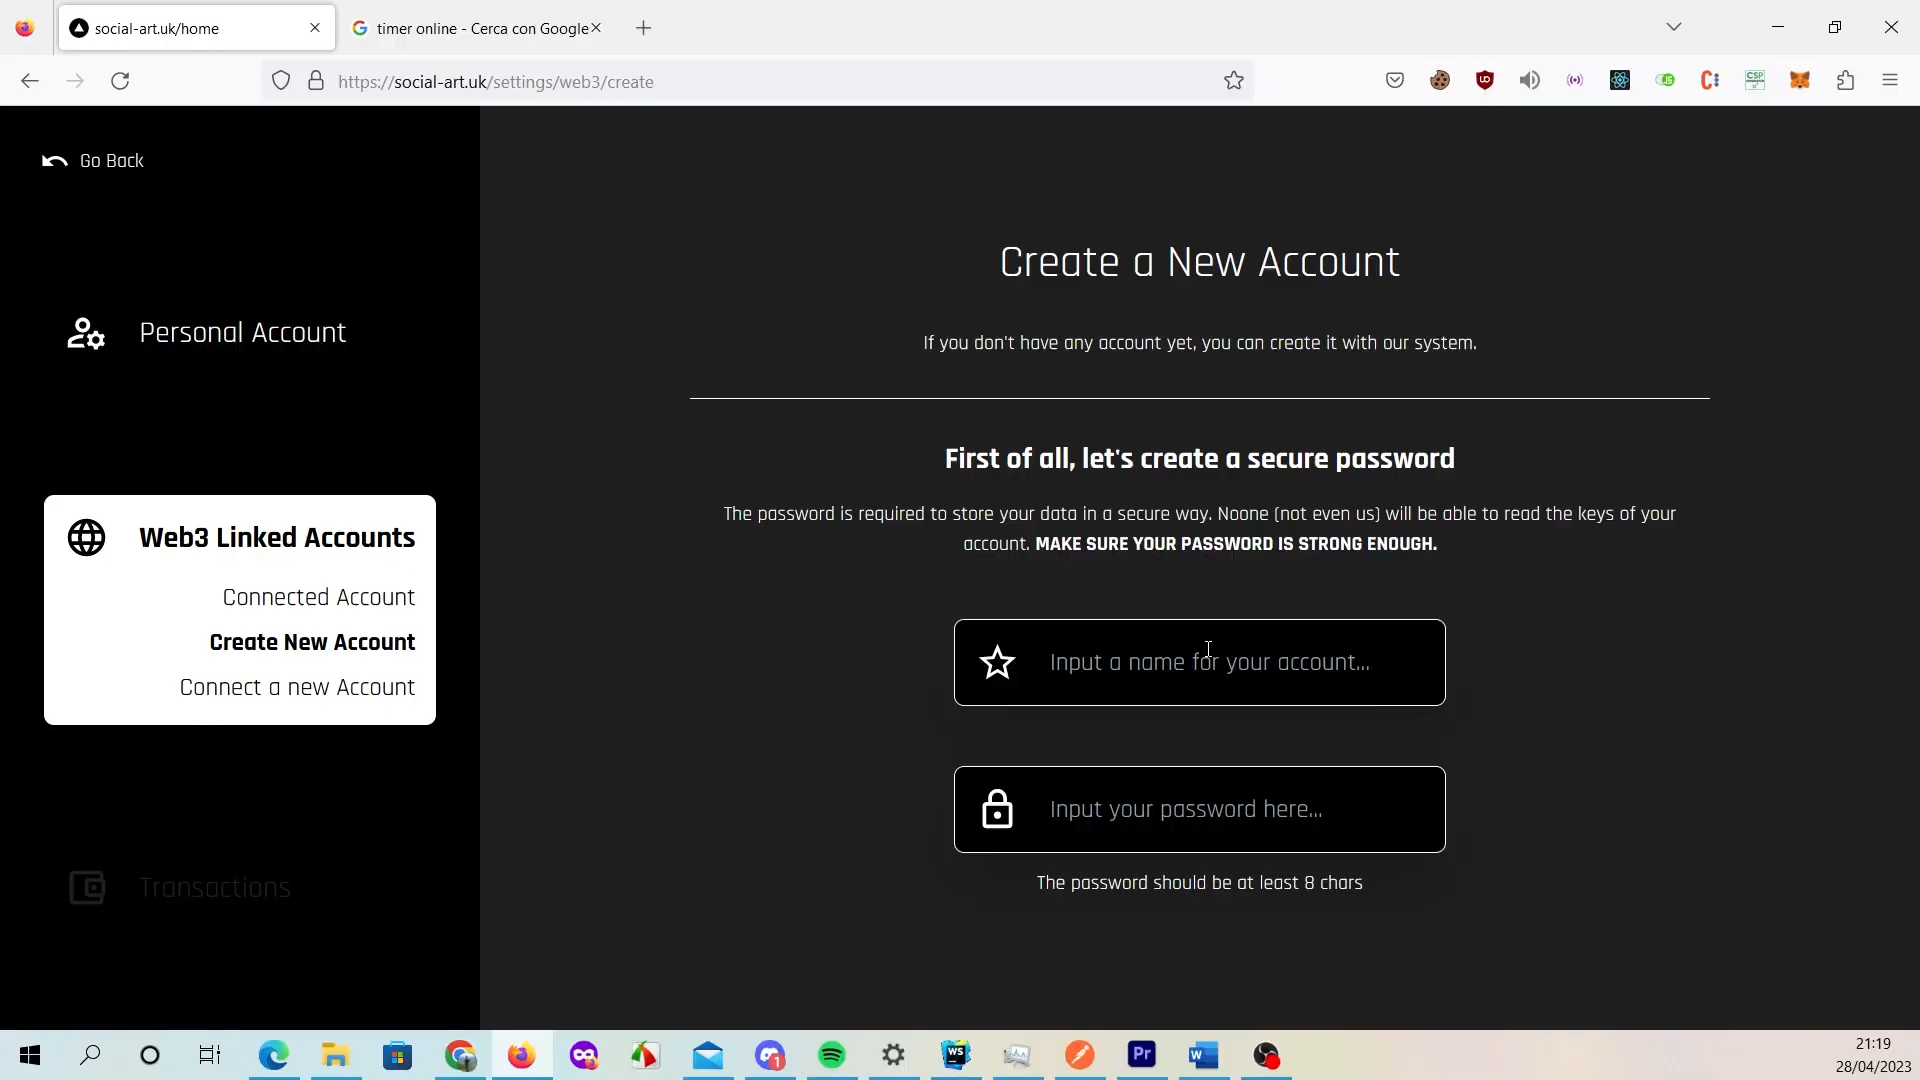 social-art.uk/home
timer online - Cerca con Google
https://social-art.uk/settings/web3/create
Go Back
Personal Account
Web3 Linked Accounts
Connected Account
Create New Account
Connect a new Account
Transactions
Create a New Account
If you don't have any account yet, you can create it with our system.
First of all, let's create a secure password
The password is required to store your data in a secure way. Noone (not even us) will be able to read the keys of your
account. MAKE SURE YOUR PASSWORD IS STRONG ENOUGH.
Input a name for your account...
Input your password here...
The password should be at least 8 chars
CSP
WS
1
Pr
W
21:19
28/04/2023